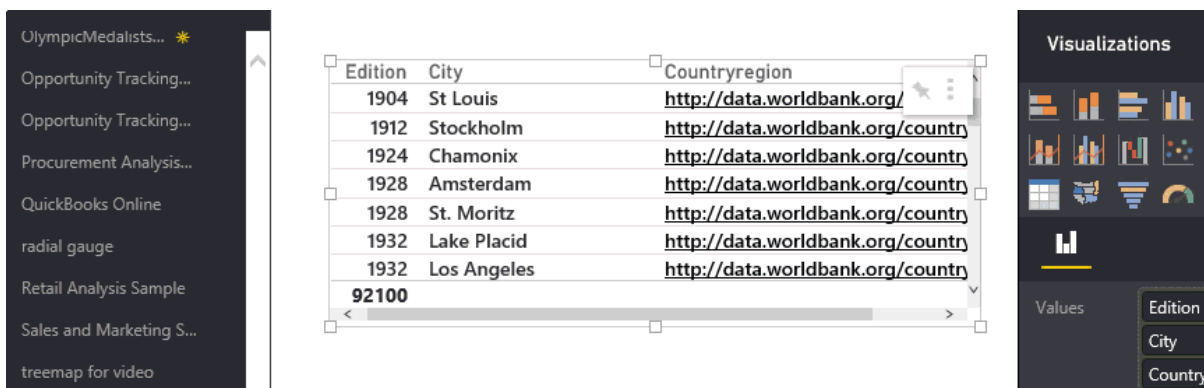 OlympicMedalists...
Opportunity Tracking...
Opportunity Tracking...
Procurement Analysis...
QuickBooks Online
radial gauge
Retail Analysis Sample
Sales and Marketing S...
treemap for video
Edition City Countryregion
1904 St Louis http://data.worldbank.org/
1912 Stockholm http://data.worldbank.org/country
1924 Chamonix http://data.worldbank.org/country
1928 Amsterdam http://data.worldbank.org/country
1928 St. Moritz http://data.worldbank.org/country
1932 Lake Placid http://data.worldbank.org/country
1932 Los Angeles http://data.worldbank.org/country
92100
Visualizations
Values
Edition
City
Country